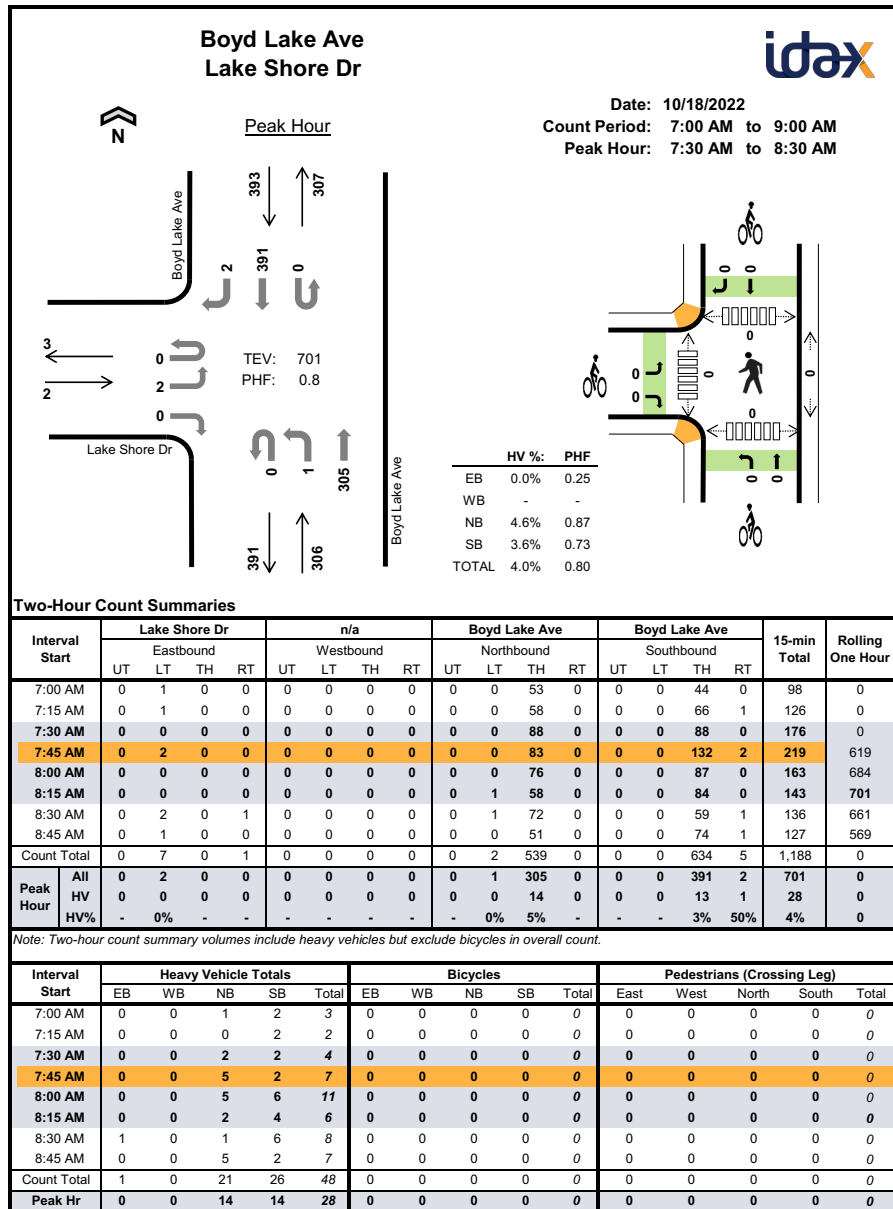 Boyd Lake Ave
Lake Shore Dr
idax
Date: 10/18/2022
Count Period: 7:00 AM to 9:00 AM
Peak Hour: 7:30 AM to 8:30 AM
N
Peak Hour
393
307
Boyd Lake Ave
2
391
0
3
2
0
2
0
TEV: 701
PHF: 0.8
Lake Shore Dr
0
1
305
391
306
Boyd Lake Ave
0
0
0
0
0
0
0
0
0
0
HV %: PHF
EB 0.0% 0.25
WB - -
NB 4.6% 0.87
SB 3.6% 0.73
TOTAL 4.0% 0.80
Two-Hour Count Summaries
Interval Start Lake Shore Dr n/a Boyd Lake Ave Boyd Lake Ave 15-min Total Rolling One Hour
Eastbound Westbound Northbound Southbound
UT LT TH RT UT LT TH RT UT LT TH RT UT LT TH RT
7:00 AM 0 1 0 0 0 0 0 0 0 0 53 0 0 0 44 0 98 0
7:15 AM 0 1 0 0 0 0 0 0 0 0 58 0 0 0 66 1 126 0
7:30 AM 0 0 0 0 0 0 0 0 0 0 88 0 0 0 88 0 176 0
7:45 AM 0 2 0 0 0 0 0 0 0 0 83 0 0 0 132 2 219 619
8:00 AM 0 0 0 0 0 0 0 0 0 0 76 0 0 0 87 0 163 684
8:15 AM 0 0 0 0 0 0 0 0 0 1 58 0 0 0 84 0 143 701
8:30 AM 0 2 0 1 0 0 0 0 0 1 72 0 0 0 59 1 136 661
8:45 AM 0 1 0 0 0 0 0 0 0 0 51 0 0 0 74 1 127 569
Count Total 0 7 0 1 0 0 0 0 0 2 539 0 0 0 634 5 1,188 0
Peak Hour All 0 2 0 0 0 0 0 0 0 1 305 0 0 0 391 2 701 0
HV 0 0 0 0 0 0 0 0 0 0 14 0 0 0 13 1 28 0
HV% - 0% - - - - - - - 0% 5% - - - 3% 50% 4% 0
Note: Two-hour count summary volumes include heavy vehicles but exclude bicycles in overall count.
Interval Start Heavy Vehicle Totals Bicycles Pedestrians (Crossing Leg)
EB WB NB SB Total EB WB NB SB Total East West North South Total
7:00 AM 0 0 1 2 3 0 0 0 0 0 0 0 0 0 0
7:15 AM 0 0 0 2 2 0 0 0 0 0 0 0 0 0 0
7:30 AM 0 0 2 2 4 0 0 0 0 0 0 0 0 0 0
7:45 AM 0 0 5 2 7 0 0 0 0 0 0 0 0 0 0
8:00 AM 0 0 5 6 11 0 0 0 0 0 0 0 0 0 0
8:15 AM 0 0 2 4 6 0 0 0 0 0 0 0 0 0 0
8:30 AM 1 0 1 6 8 0 0 0 0 0 0 0 0 0 0
8:45 AM 0 0 5 2 7 0 0 0 0 0 0 0 0 0 0
Count Total 1 0 21 26 48 0 0 0 0 0 0 0 0 0 0
Peak Hr 0 0 14 14 28 0 0 0 0 0 0 0 0 0 0